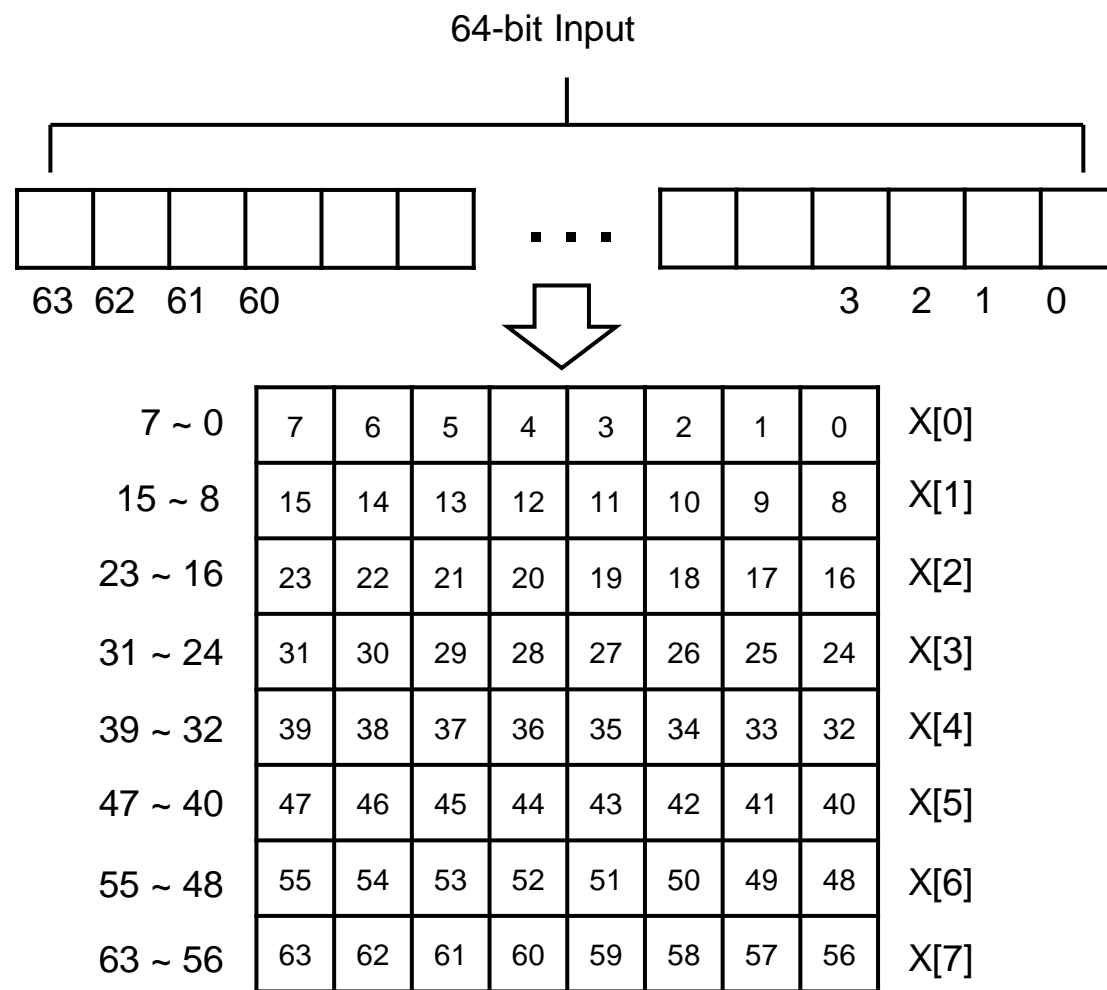 64-bit Input
63 62 61 60 3 2 1 0
7 ~ 0 7 6 5 4 3 2 1 0 X[0]
15 ~ 8 15 14 13 12 11 10 9 8 X[1]
23 ~ 16 23 22 21 20 19 18 17 16 X[2]
31 ~ 24 31 30 29 28 27 26 25 24 X[3]
39 ~ 32 39 38 37 36 35 34 33 32 X[4]
47 ~ 40 47 46 45 44 43 42 41 40 X[5]
55 ~ 48 55 54 53 52 51 50 49 48 X[6]
63 ~ 56 63 62 61 60 59 58 57 56 X[7]